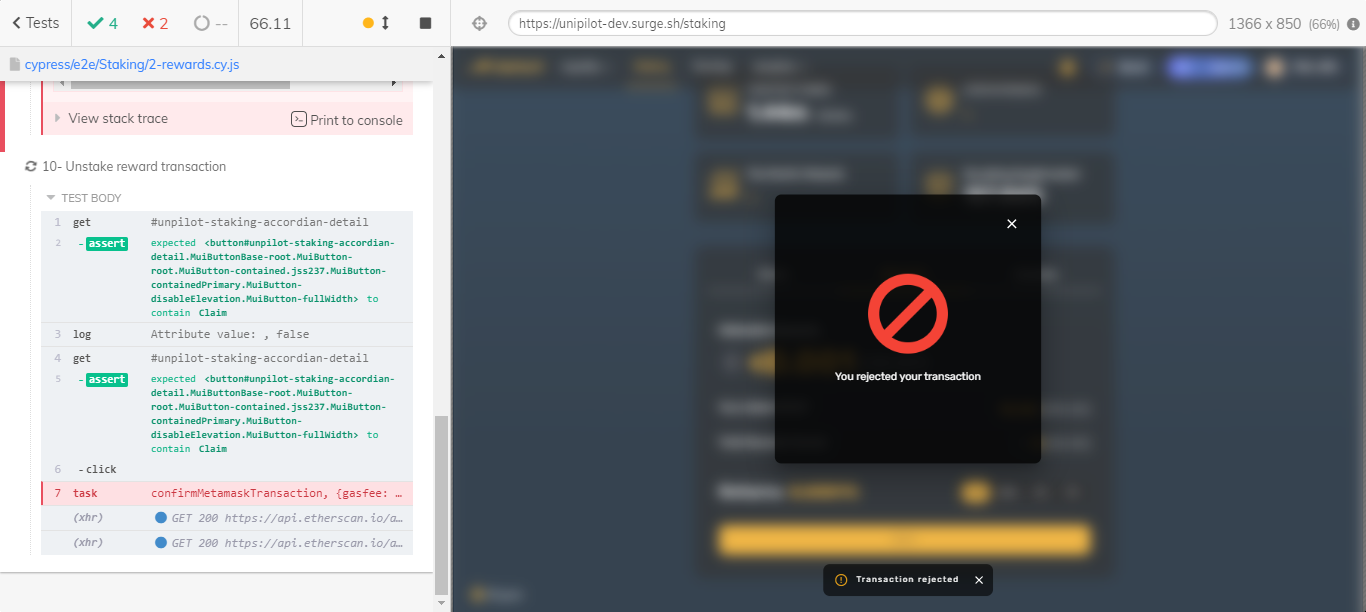 Tests
4
2
--
66.11
https://unipilot-dev.surge.sh/staking
1366 x 850 (66%)
cypress/e2e/Staking/2-rewards.cy.js
View stack trace
Print to console
10- Unstake reward transaction
TEST BODY
1 get #unpilot-staking-accordian-detail
2 -assert expected <button#unpilot-staking-accordian-
detail.MuiButtonBase-root.MuiButton-
root.MuiButton-contained.jss237.MuiButton-
containedPrimary.MuiButton-
disableElevation.MuiButton-fullWidth> to
contain Claim
3 log Attribute value: , false
4 get #unpilot-staking-accordian-detail
5 -assert expected <button#unpilot-staking-accordian-
detail.MuiButtonBase-root.MuiButton-
root.MuiButton-contained.jss237.MuiButton-
containedPrimary.MuiButton-
disableElevation.MuiButton-fullWidth> to
contain Claim
6 -click
7 task confirmMetamaskTransaction, {gasfee: …
(xhr) GET 200 https://api.etherscan.io/a…
(xhr) GET 200 https://api.etherscan.io/a…
You rejected your transaction
Transaction rejected